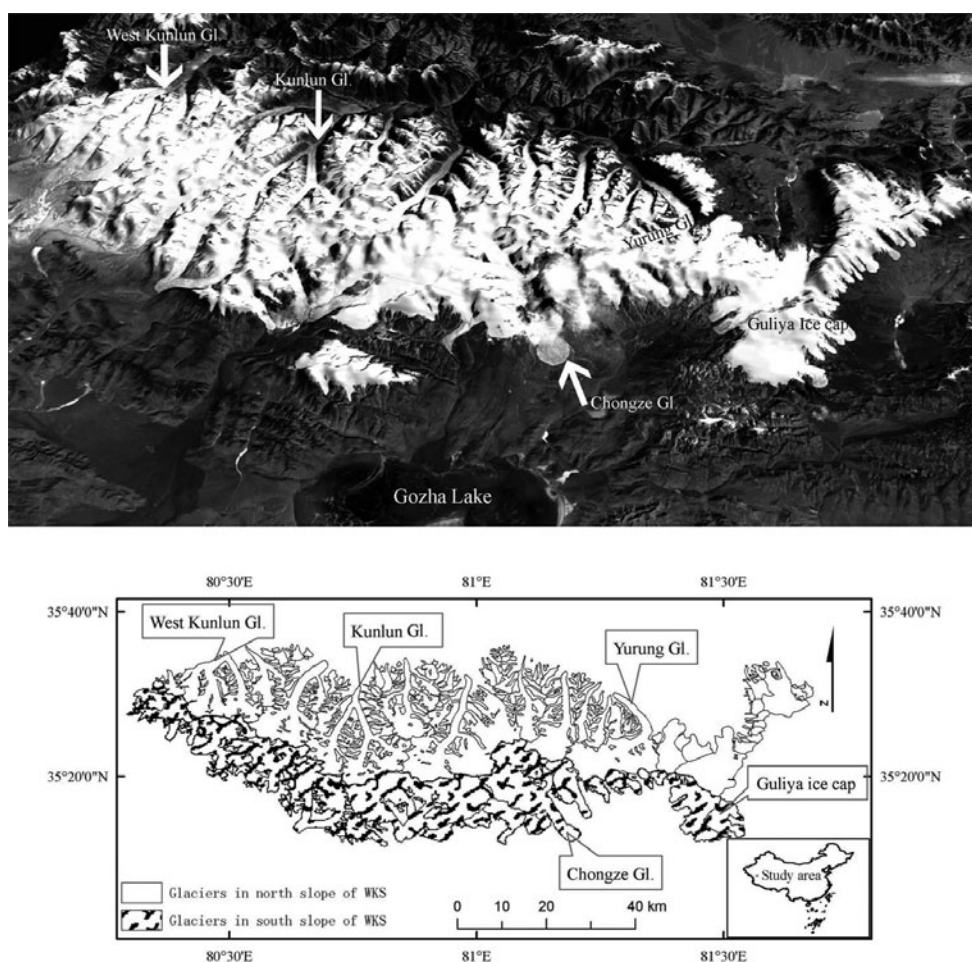 West Kunlun Gl.
Kunlun Gl.
Yurung Gl.
Guliya Ice cap
Chongze Gl.
Gozha Lake
80°30'E 81°E 81°30'E
35°40'0"N 35°40'0"N
West Kunlun Gl.
Kunlun Gl.
Yurung Gl.
N
35°20'0"N 35°20'0"N
Guliya ice cap
Chongze Gl.
Study area
Glaciers in north slope of WKS
Glaciers in south slope of WKS
0 10 20 40 km
80°30'E 81°E 81°30'E